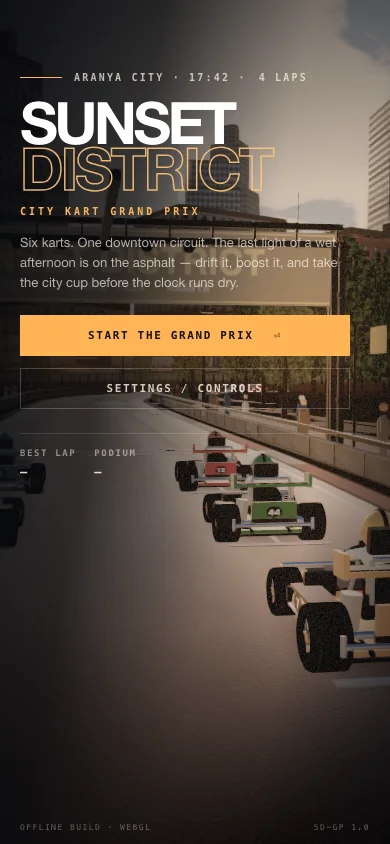 ARANYA CITY · 17:42 · 4 LAPS
SUNSET
DISTRICT
CITY KART GRAND PRIX
Six karts. One downtown circuit. The last light of a wet
afternoon is on the asphalt — drift it, boost it, and take
the city cup before the clock runs dry.
START THE GRAND PRIX ⏎
SETTINGS / CONTROLS
BEST LAP PODIUM
— —
44
OFFLINE BUILD · WEBGL SD-GP 1.0